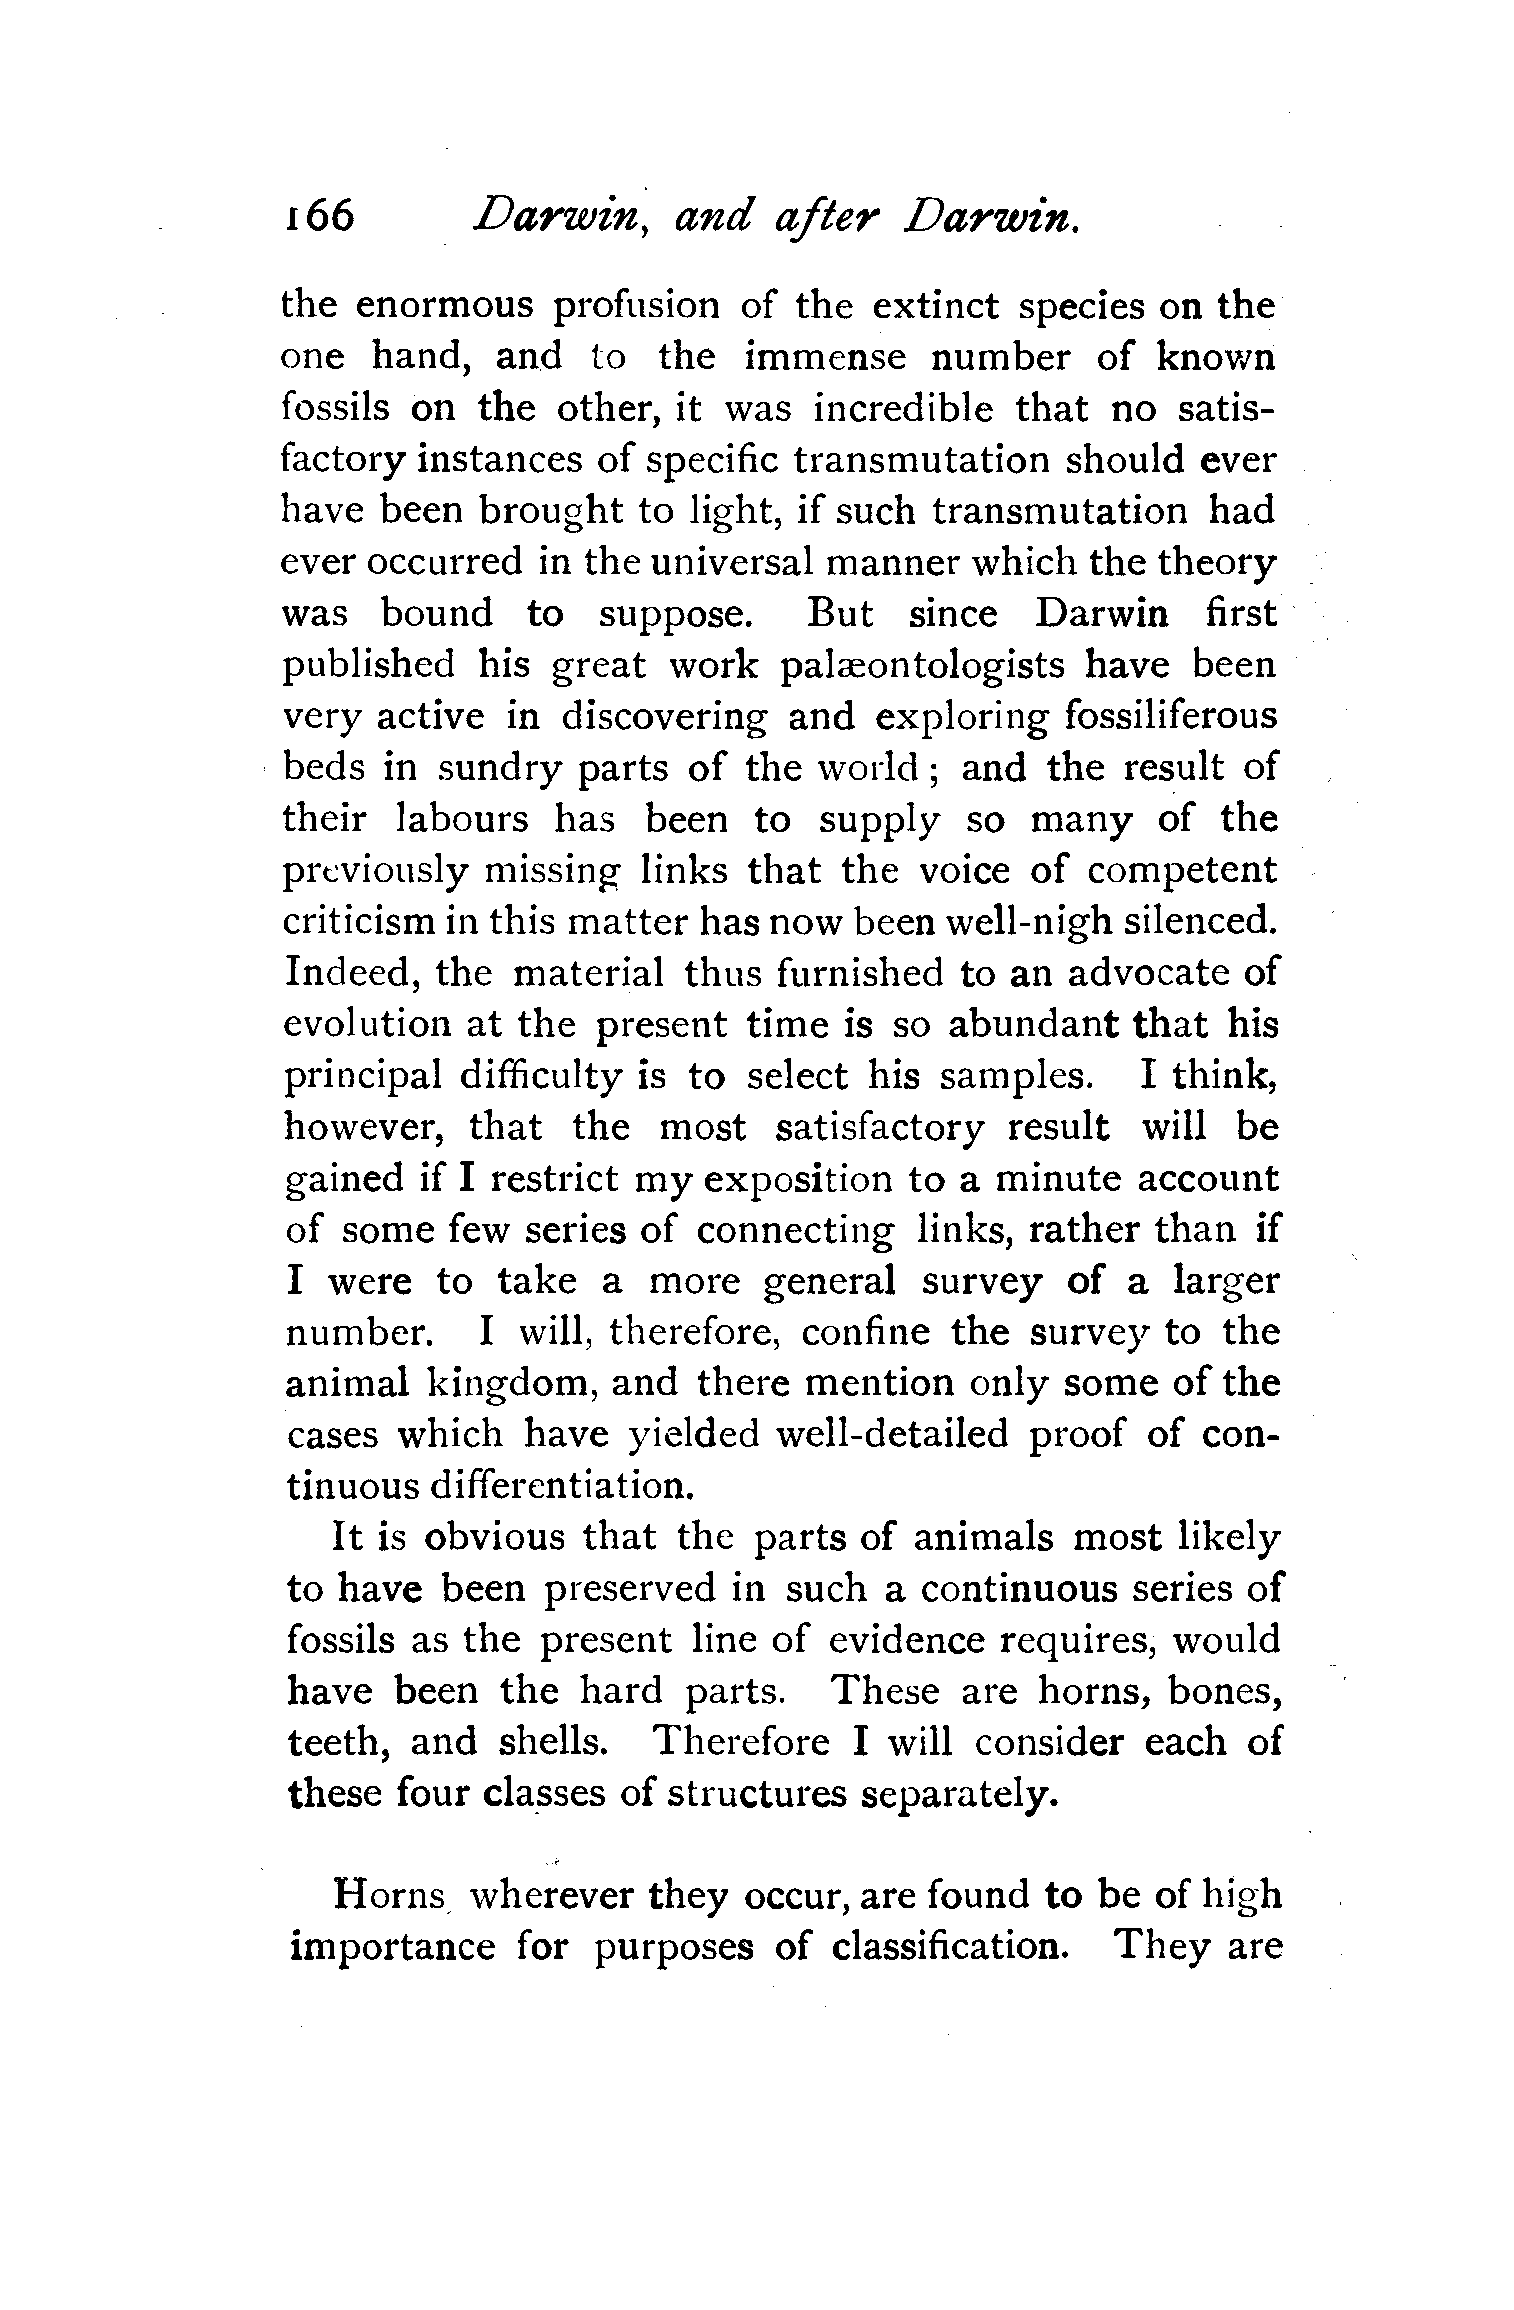 166 Darwin, and after Darwin.
the enormous profusion of the extinct species on the
one hand, and to the immense number of known
fossils on the other, it was incredible that no satis-
factory instances of specific transmutation should ever
have been brought to light, if such transmutation had
ever occurred in the universal manner which the theory
was bound to suppose. But since Darwin first
published his great work palæontologists have been
very active in discovering and exploring fossiliferous
beds in sundry parts of the world ; and the result of
their labours has been to supply so many of the
previously missing links that the voice of competent
criticism in this matter has now been well-nigh silenced.
Indeed, the material thus furnished to an advocate of
evolution at the present time is so abundant that his
principal difficulty is to select his samples. I think,
however, that the most satisfactory result will be
gained if I restrict my exposition to a minute account
of some few series of connecting links, rather than if
I were to take a more general survey of a larger
number. I will, therefore, confine the survey to the
animal kingdom, and there mention only some of the
cases which have yielded well-detailed proof of con-
tinuous differentiation.
It is obvious that the parts of animals most likely
to have been preserved in such a continuous series of
fossils as the present line of evidence requires, would
have been the hard parts. These are horns, bones,
teeth, and shells. Therefore I will consider each of
these four classes of structures separately.
Horns, wherever they occur, are found to be of high
importance for purposes of classification. They are